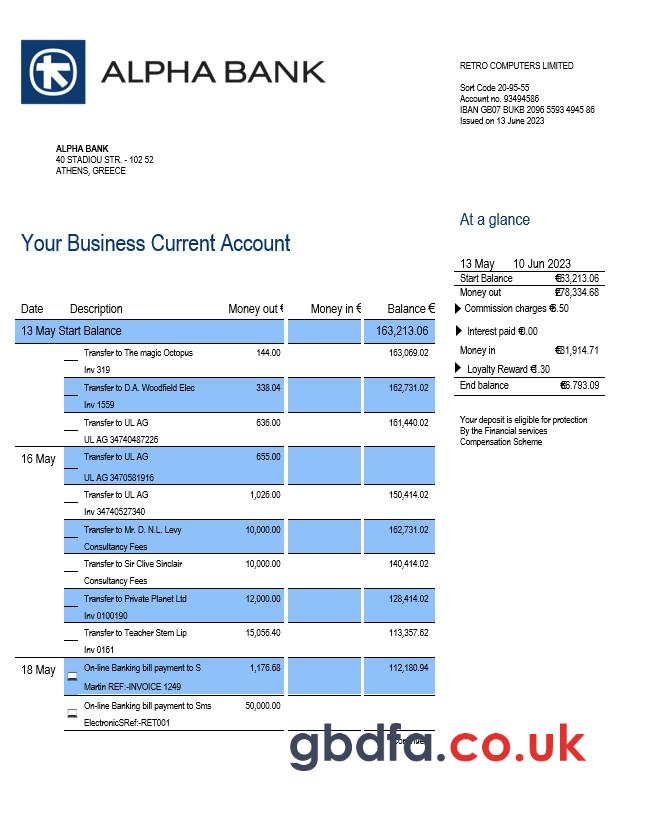 ALPHA BANK
RETRO COMPUTERS LIMITED
Sort Code 20-95-55
Account no. 93494586
IBAN GB07 BUKB 2096 5593 4945 86
Issued on 13 June 2023
ALPHA BANK
40 STADIOU STR. - 102 52
ATHENS, GREECE
At a glance
Your Business Current Account
13 May 10 Jun 2023
Start Balance €63,213.06
Money out £78,334.68
Commission charges €6.50
Interest paid €0.00
Money in €31,914.71
Loyalty Reward €1.30
End balance €6.793.09
Your deposit is eligible for protection
By the Financial services
Compensation Scheme
Date Description Money out € Money in € Balance €
13 May Start Balance 163,213.06
Transfer to The magic Octopus 144.00 163,069.02
Inv 319
Transfer to D.A. Woodfield Elec 338.04 162,731.02
Inv 1559
Transfer to UL AG 636.00 161,440.02
UL AG 34740487226
16 May Transfer to UL AG 655.00
UL AG 3470581916
Transfer to UL AG 1,026.00 150,414.02
Inv 34740527340
Transfer to Mr. D. N.L. Levy 10,000.00 162,731.02
Consultancy Fees
Transfer to Sir Clive Sinclair 10,000.00 140,414.02
Consultancy Fees
Transfer to Private Planet Ltd 12,000.00 128,414.02
Inv 0100190
Transfer to Teacher Stem Lip 15,056.40 113,357.62
Inv 0161
18 May On-line Banking bill payment to S 1,176.68 112,180.94
Martin REF:-INVOICE 1249
On-line Banking bill payment to Sms 50,000.00
ElectronicSRef:-RET001
gbdfa.co.uk